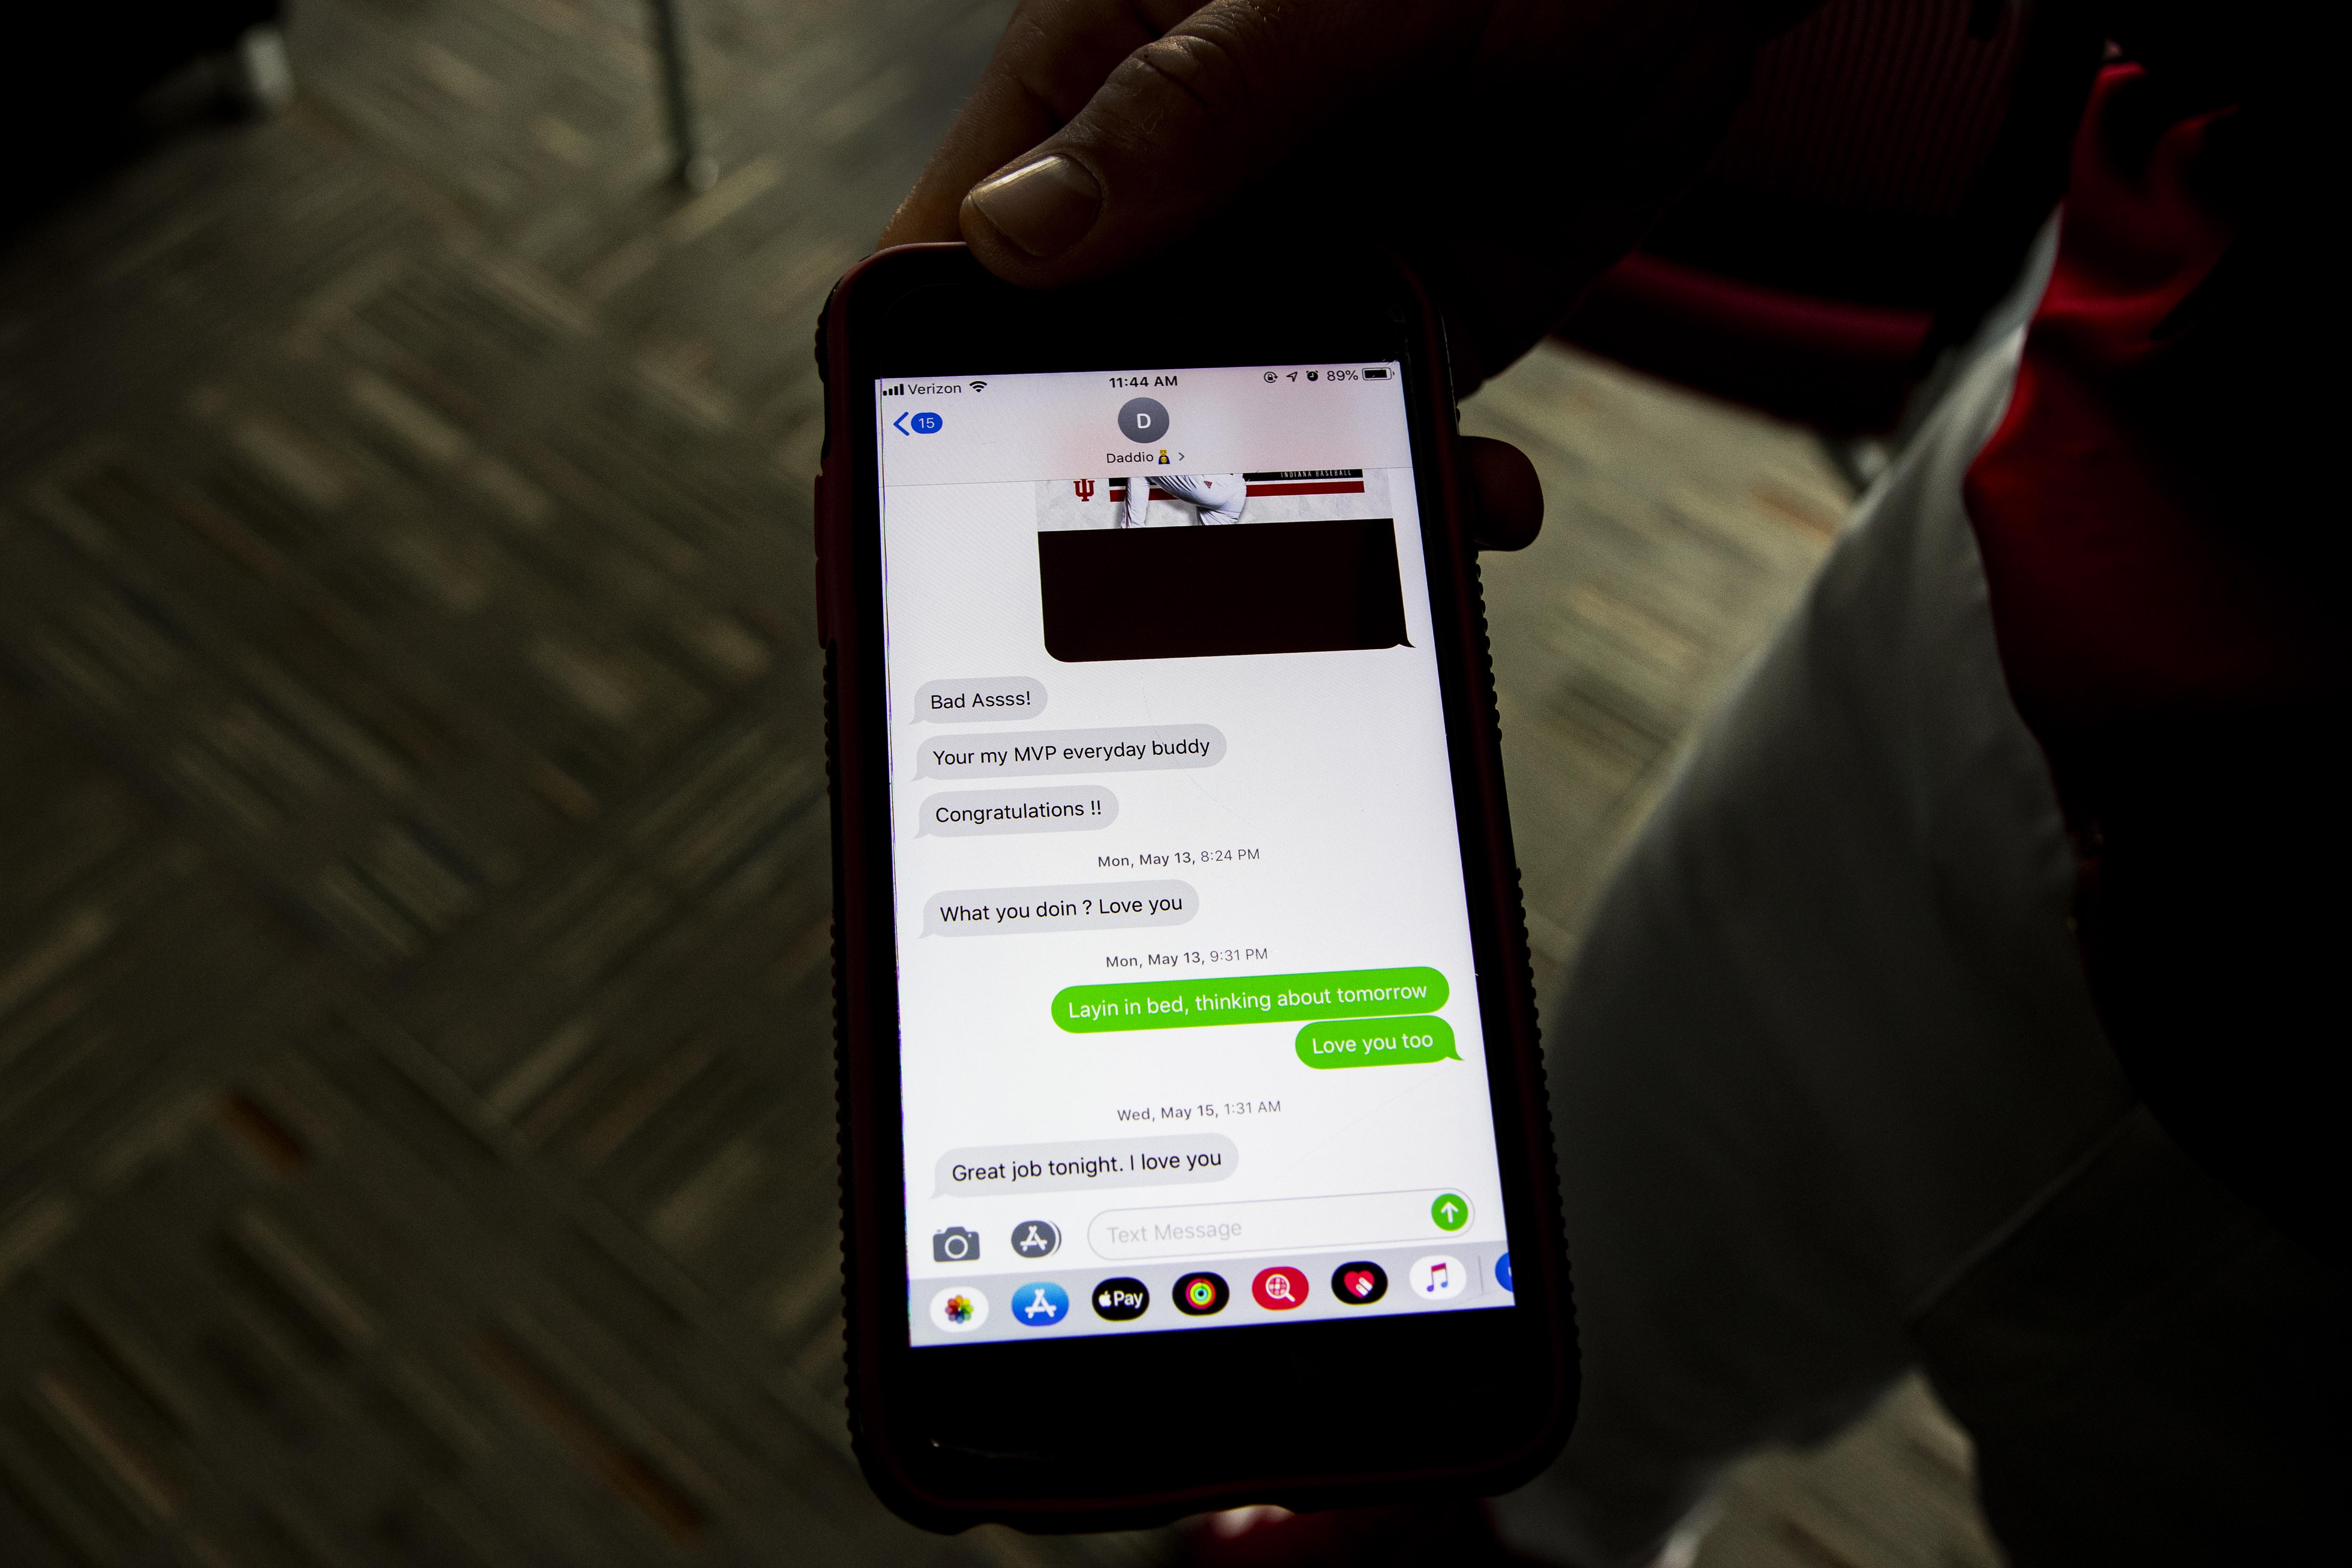 Verizon
11:44 AM
89%
15
D
Daddio
INDIANA BASEBALL
Bad Assss!
Your my MVP everyday buddy
Congratulations !!
Mon, May 13, 8:24 PM
What you doin ? Love you
Mon, May 13, 9:31 PM
Layin in bed, thinking about tomorrow
Love you too
Wed, May 15, 1:31 AM
Great job tonight. I love you
Text Message
Pay